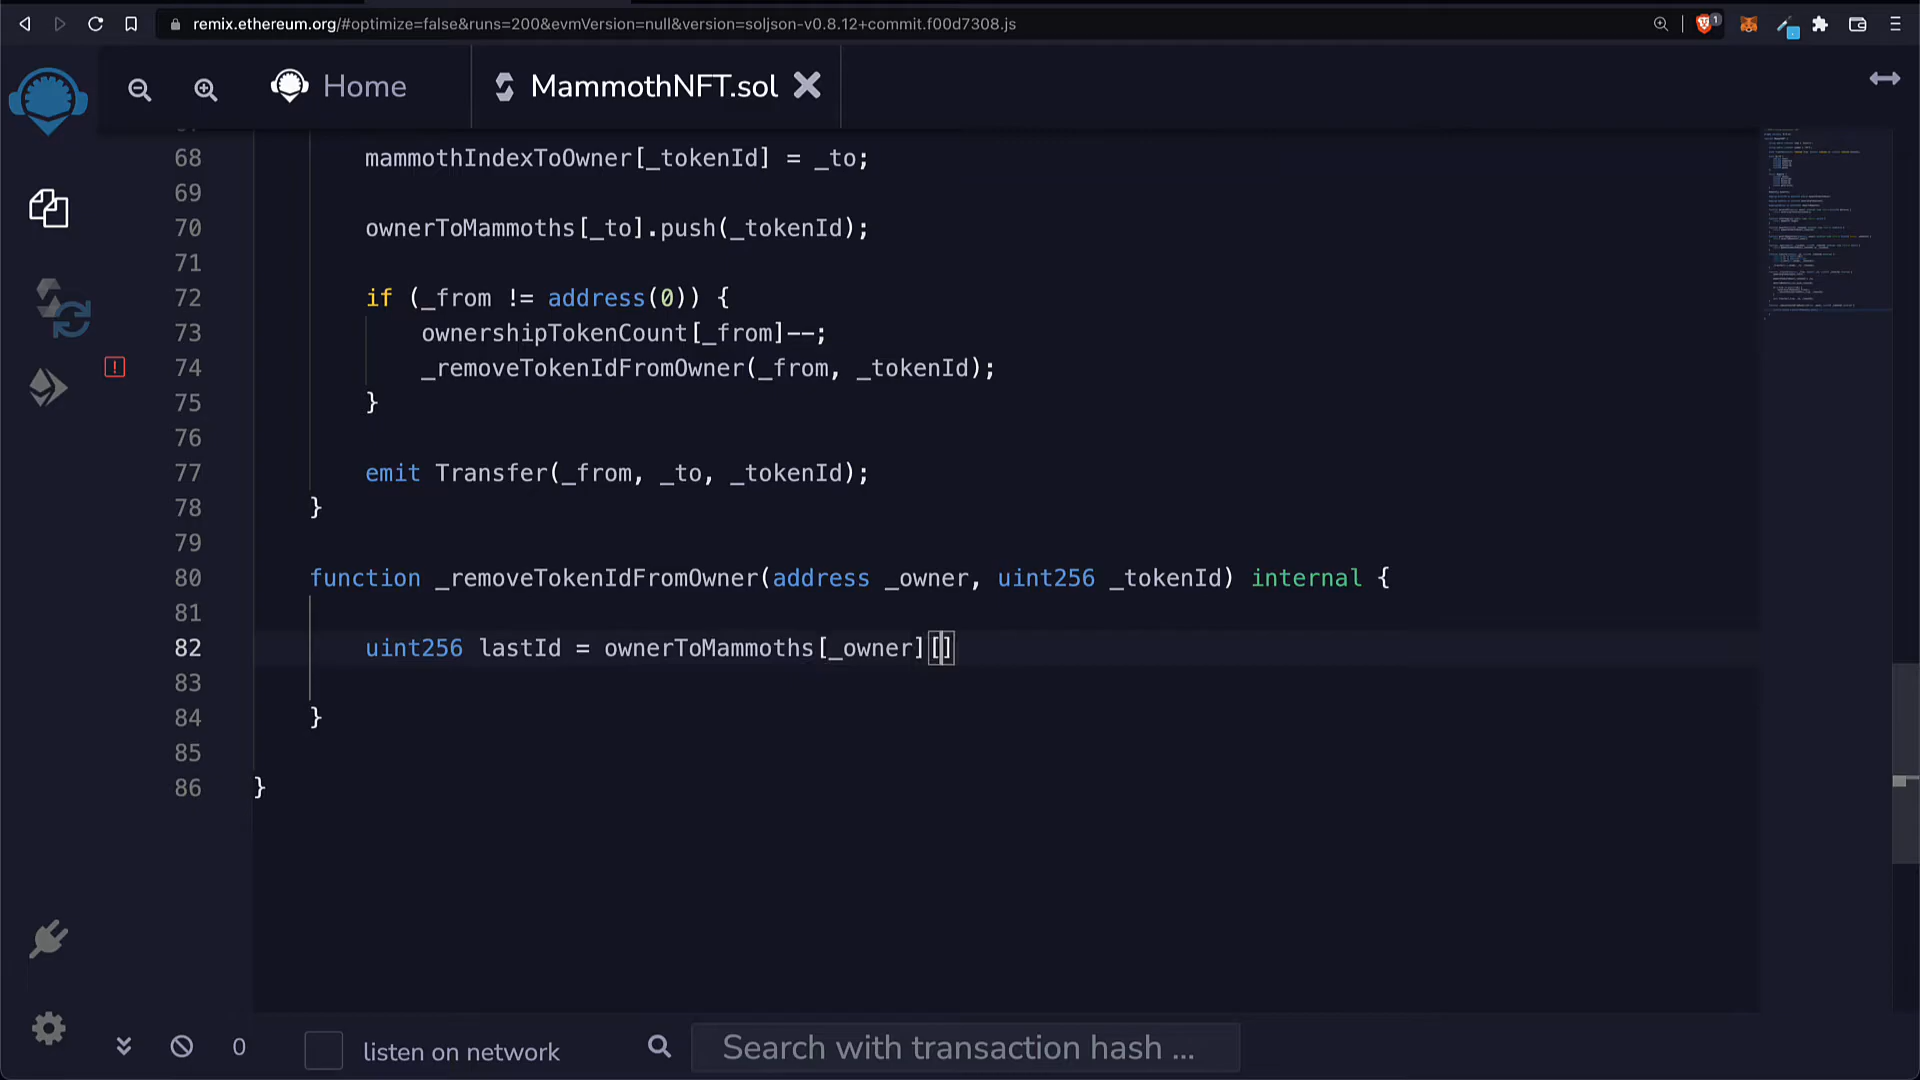 remix.ethereum.org/#optimize=false&runs=200&evmVersion=null&version=soljson-v0.8.12+commit.f00d7308.js
1
Home
MammothNFT.sol
68 mammothIndexToOwner[_tokenId] = _to;
69
70 ownerToMammoths[_to].push(_tokenId);
71
72 if (_from != address(0)) {
73 ownershipTokenCount[_from]--;
74 _removeTokenIdFromOwner(_from, _tokenId);
75 }
76
77 emit Transfer(_from, _to, _tokenId);
78 }
79
80 function _removeTokenIdFromOwner(address _owner, uint256 _tokenId) internal {
81
82 uint256 lastId = ownerToMammoths[_owner][]
83
84 }
85
86 }
0
listen on network
Search with transaction hash ...